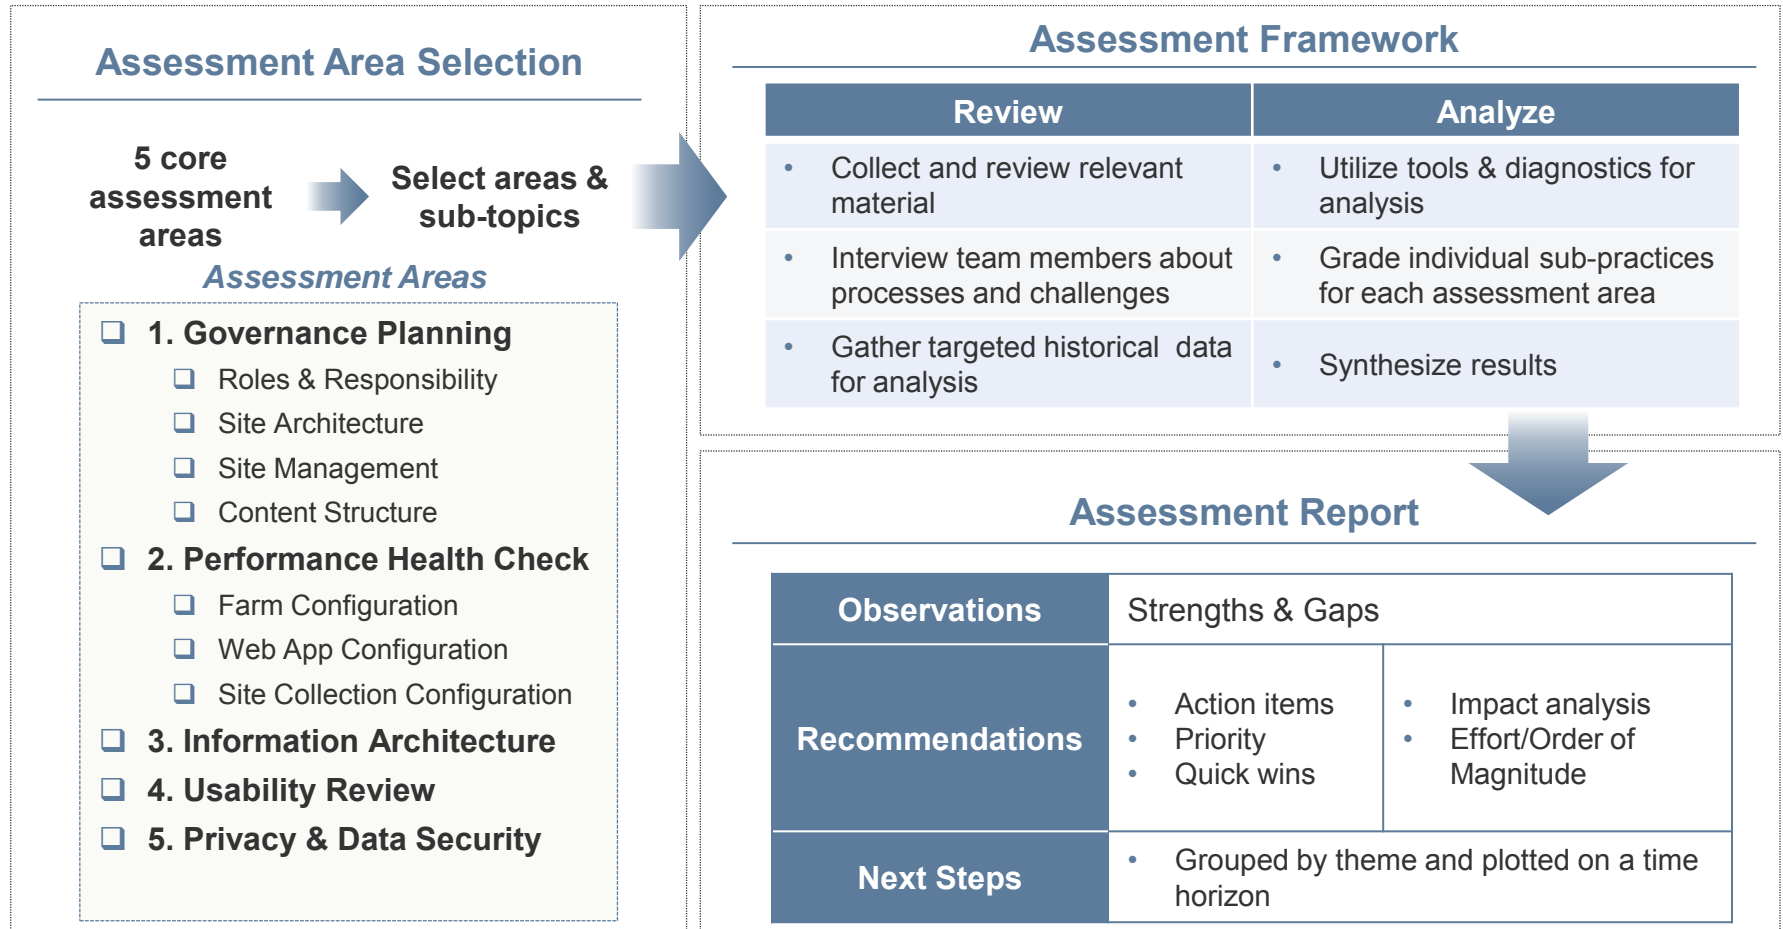 Assessment Area Selection
5 core
assessment
areas
Select areas &
sub-topics
Assessment Areas
1. Governance Planning
Roles & Responsibility
Site Architecture
Site Management
Content Structure
2. Performance Health Check
Farm Configuration
Web App Configuration
Site Collection Configuration
3. Information Architecture
4. Usability Review
5. Privacy & Data Security
Assessment Framework
Review
Analyze
• Collect and review relevant
material
• Utilize tools & diagnostics for
analysis
• Interview team members about
processes and challenges
• Grade individual sub-practices
for each assessment area
• Gather targeted historical data
for analysis
• Synthesize results
Assessment Report
Observations
Strengths & Gaps
Recommendations
• Action items
• Priority
• Quick wins
• Impact analysis
• Effort/Order of
Magnitude
Next Steps
• Grouped by theme and plotted on a time
horizon